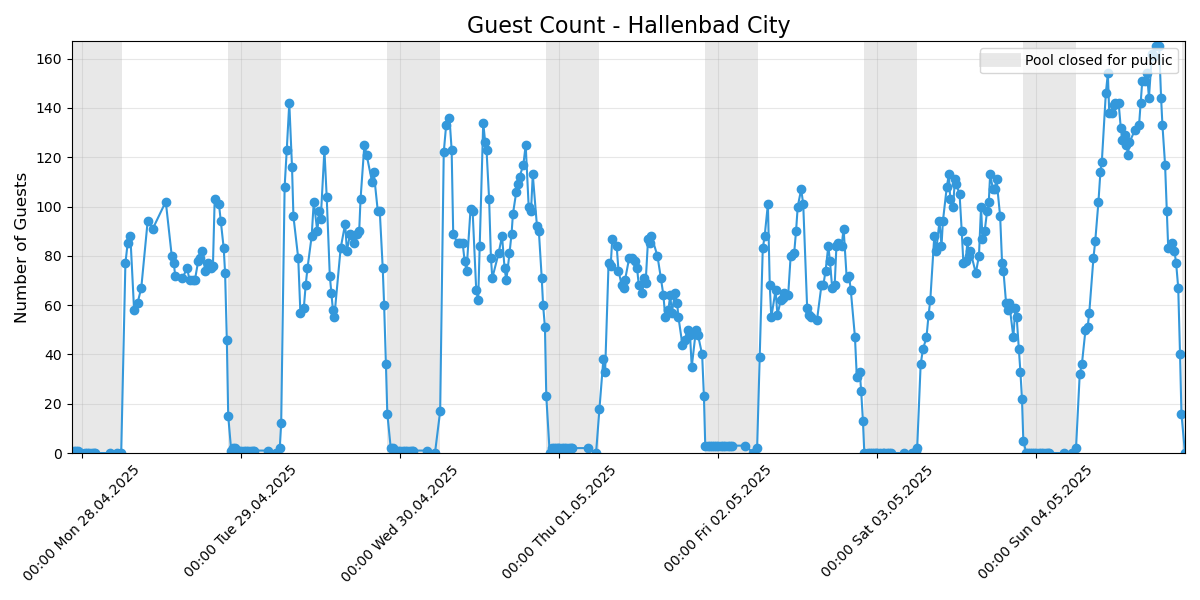 Guest Count - Hallenbad City
Pool closed for public
Number of Guests
160
140
120
100
80
60
40
20
0
00:00 Mon 28.04.2025
00:00 Tue 29.04.2025
00:00 Wed 30.04.2025
00:00 Thu 01.05.2025
00:00 Fri 02.05.2025
00:00 Sat 03.05.2025
00:00 Sun 04.05.2025